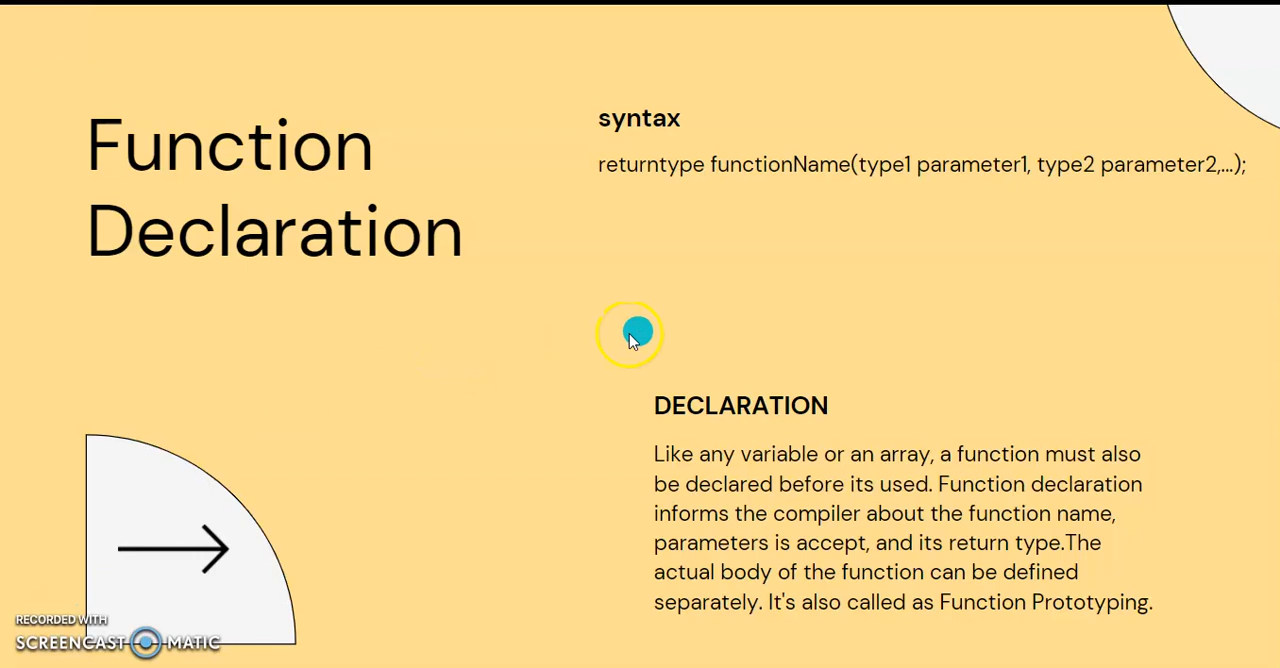 Function
Declaration
syntax
returntype functionName(type1 parameter1, type2 parameter2,...);
DECLARATION
Like any variable or an array, a function must also
be declared before its used. Function declaration
informs the compiler about the function name,
parameters is accept, and its return type.The
actual body of the function can be defined
separately. It's also called as Function Prototyping.
RECORDED WITH
SCREENCAST MATIC